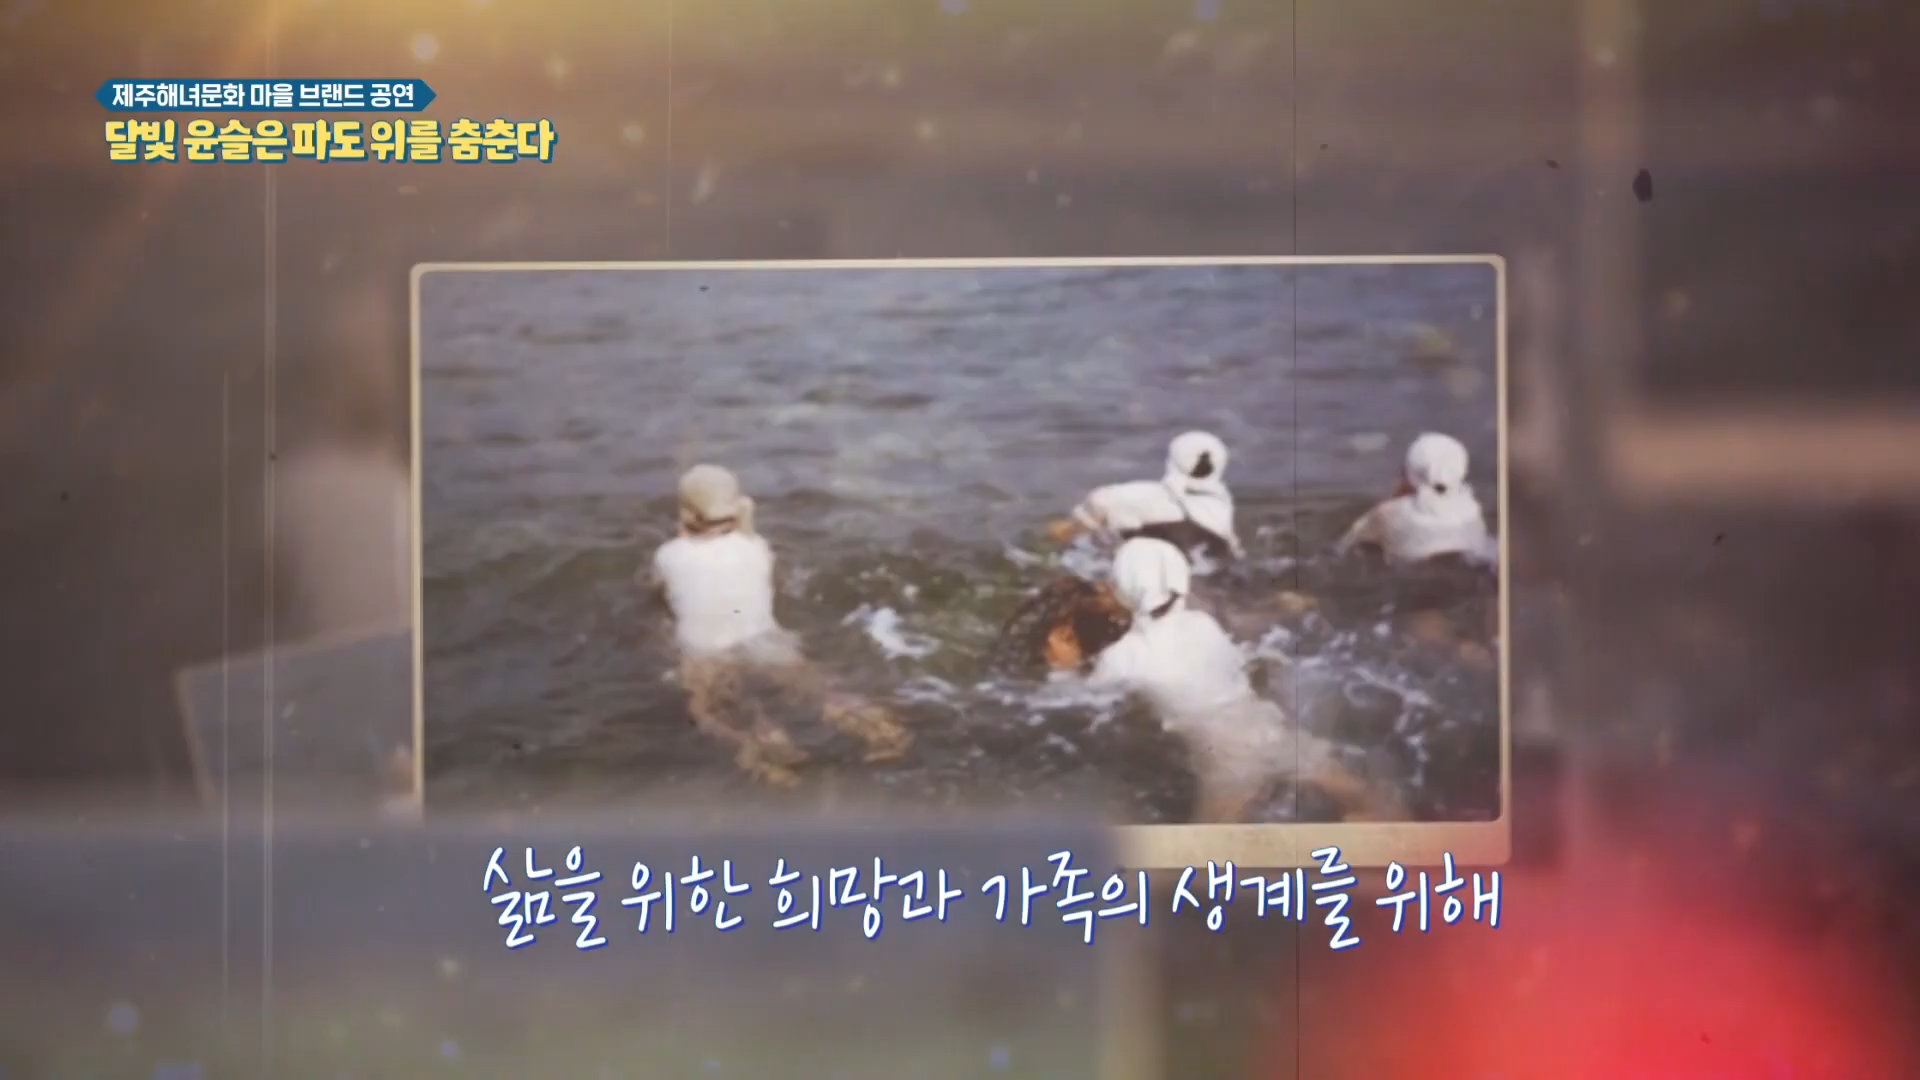 제주해녀문화 마을 브랜드 공연
달빛 윤슬은 파도 위를 춤춘다
삶을 위한 희망과 가족의 생계를 위해